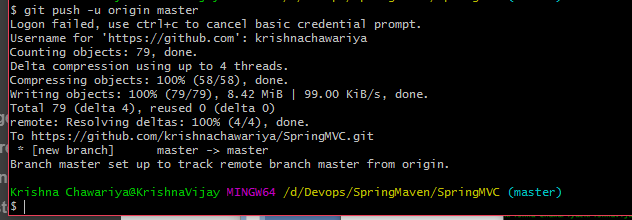 $ git push -u origin master
Logon failed, use ctrl+c to cancel basic credential prompt.
Username for 'https://github.com': krishnachawariya
Counting objects: 79, done.
Delta compression using up to 4 threads.
Compressing objects: 100% (58/58), done.
Writing objects: 100% (79/79), 8.42 MiB | 99.00 KiB/s, done.
Total 79 (delta 4), reused 0 (delta 0)
remote: Resolving deltas: 100% (4/4), done.
To https://github.com/krishnachawariya/SpringMVC.git
 * [new branch]      master -> master
Branch master set up to track remote branch master from origin.
Krishna Chawariya@KrishnaVijay MINGW64 /d/Devops/SpringMaven/SpringMVC (master)
$